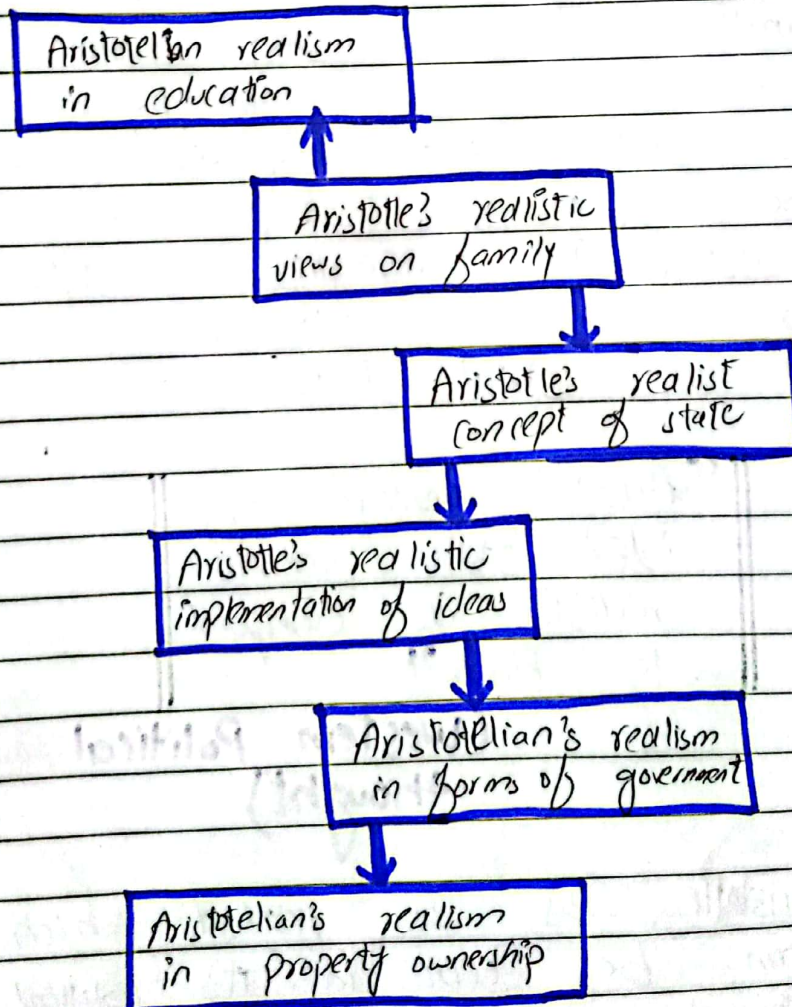 Aristotelian realism
in education
Aristotle's realistic
views on family
Aristotle's realist
concept of state
Aristotle's realistic
implementation of ideas
Aristotelian's realism
in forms of government
Aristotelian's realism
in property ownership